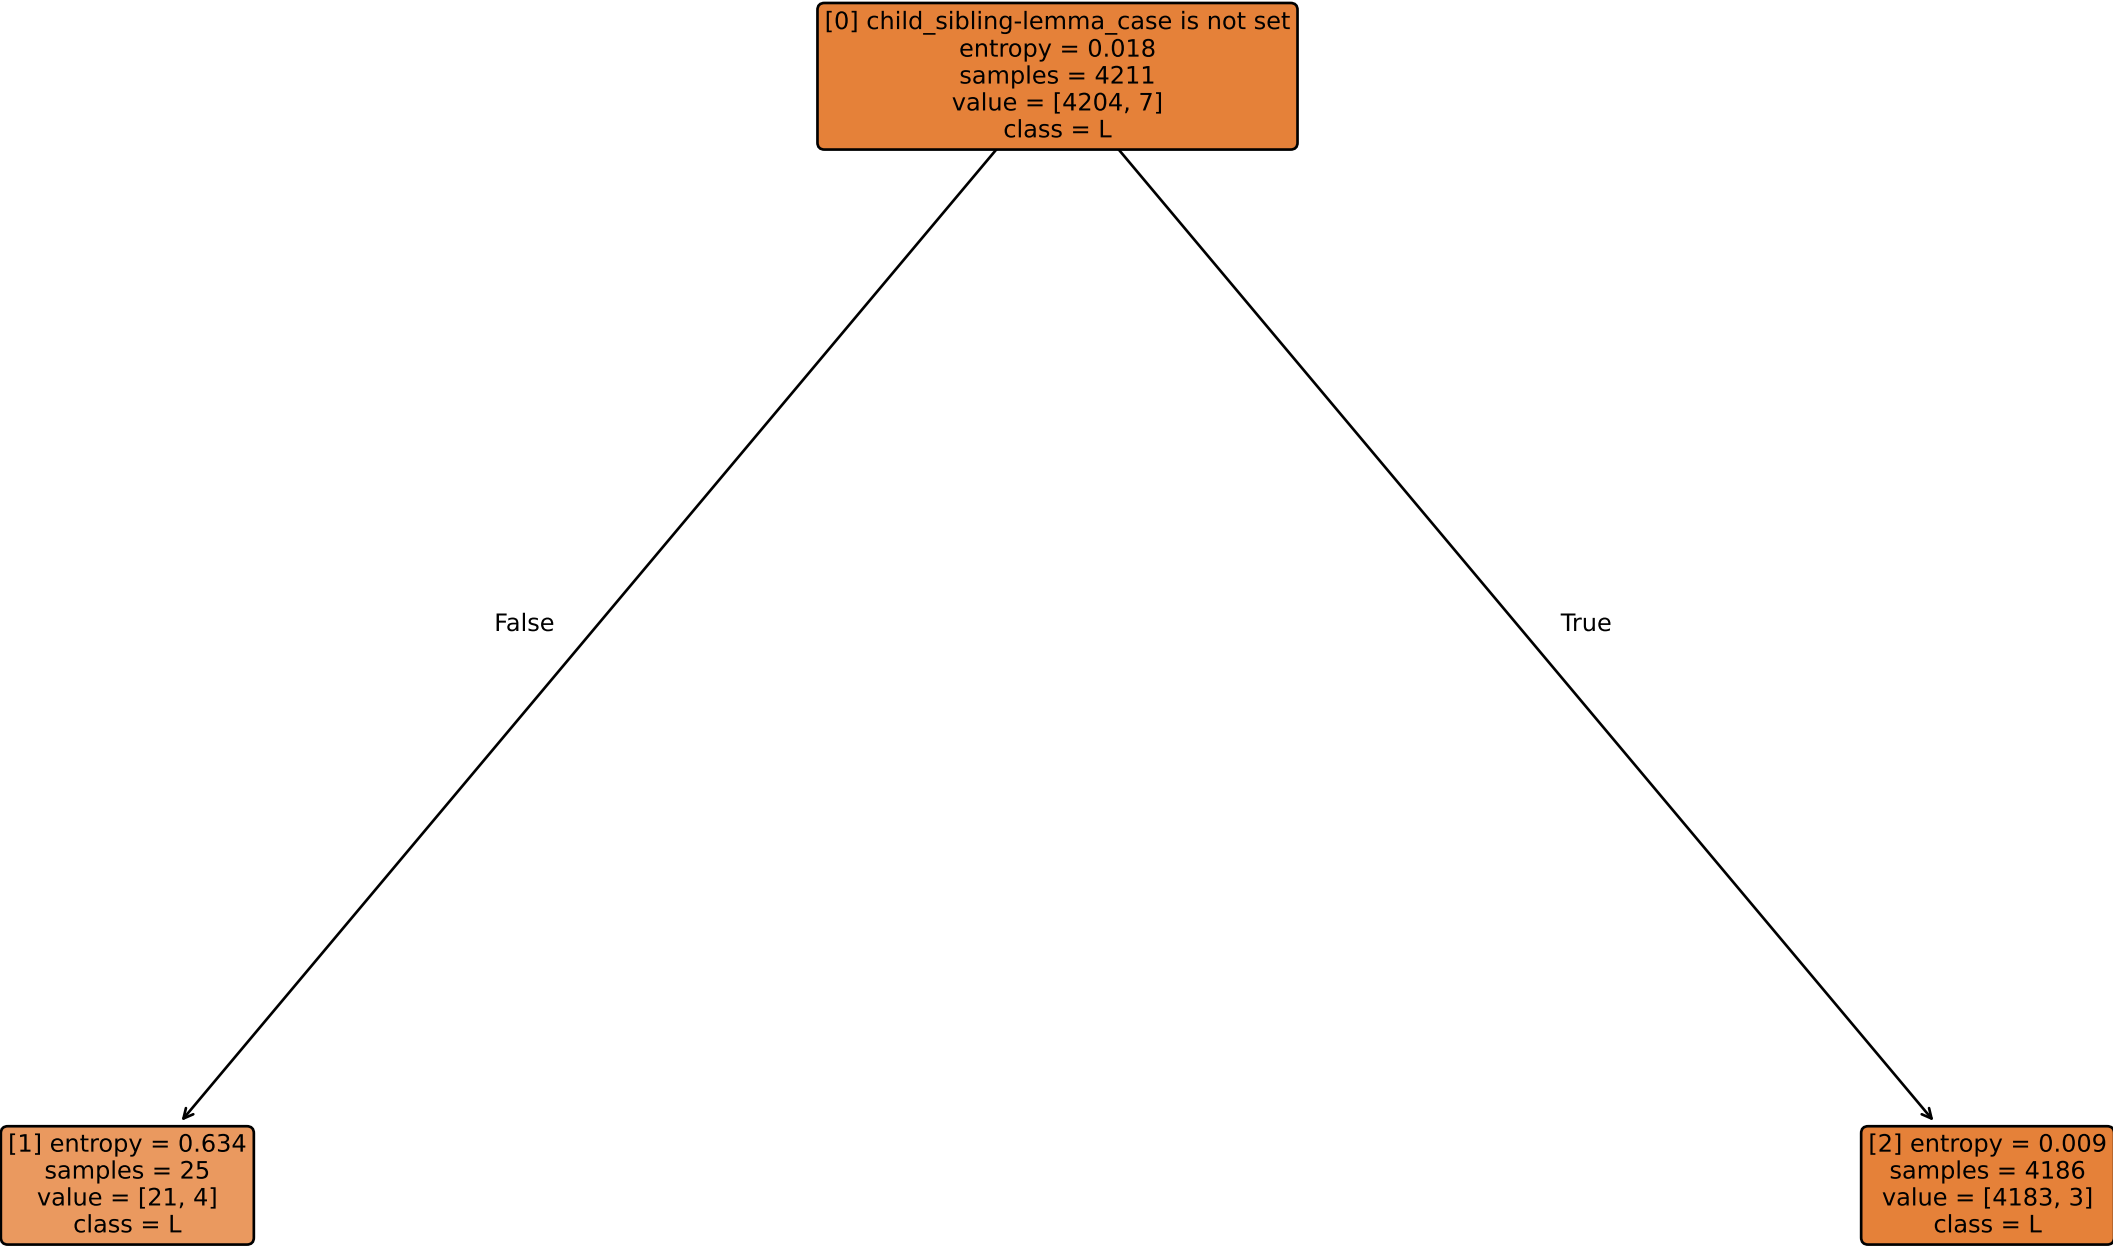 [0] child_sibling-lemma_case is not set
entropy = 0.018
samples = 4211
value = [4204, 7]
class = L
False
True
[1] entropy = 0.634
samples = 25
value = [21, 4]
class = L
[2] entropy = 0.009
samples = 4186
value = [4183, 3]
class = L